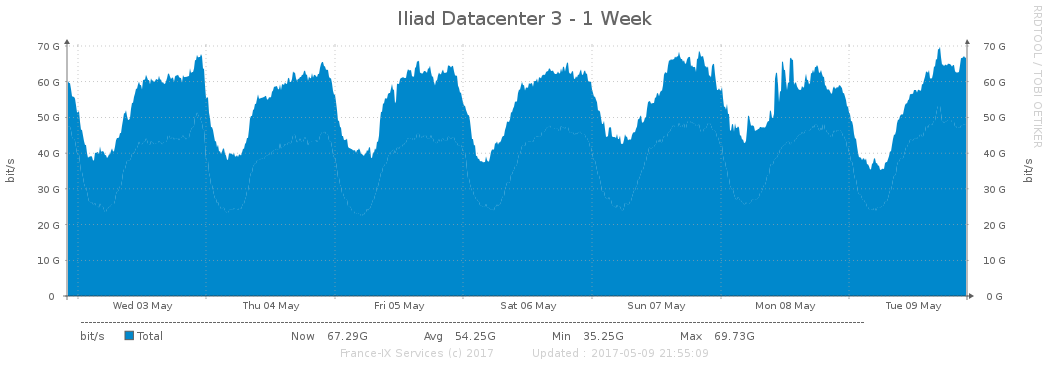 Iliad Datacenter 3 - 1 Week
RRDTOOL / TOBI OETIKER
bit/s
70 G 70 G
60 G 60 G
50 G 50 G
40 G 40 G
30 G 30 G
20 G 20 G
10 G 10 G
0 0 G
bit/s
Wed 03 May Thu 04 May Fri 05 May Sat 06 May Sun 07 May Mon 08 May Tue 09 May
bit/s Total Now 67.29G Avg 54.25G Min 35.25G Max 69.73G
France-IX Services (c) 2017 Updated : 2017-05-09 21:55:09